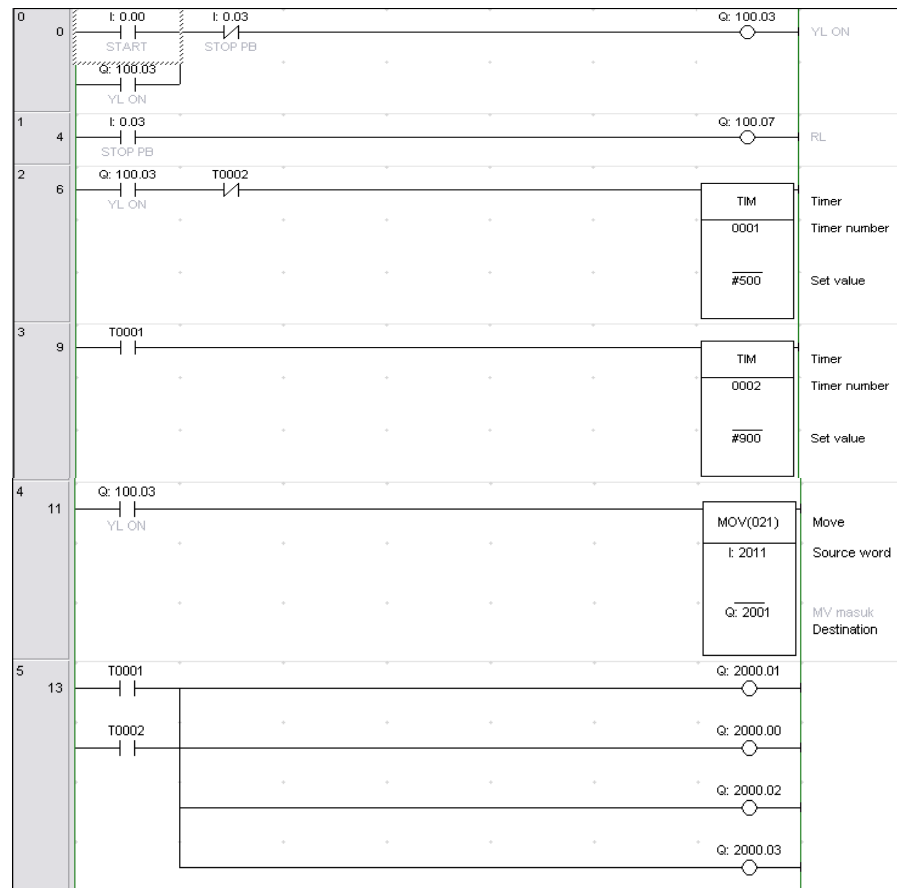 0 I: 0.00 I: 0.03 Q: 100.03
0 YL ON
START STOP PB
Q: 100.03
YL ON
1 I: 0.03 Q: 100.07
4 RL
STOP PB
2 Q: 100.03 T0002
6 TIM Timer
YL ON
0001 Timer number
#500 Set value
3 T0001
9 TIM Timer
0002 Timer number
#900 Set value
4 Q: 100.03
11 MOV(021) Move
YL ON
I: 2011 Source word
Q: 2001 MV masuk
Destination
5 T0001 Q: 2000.01
13
T0002 Q: 2000.00
Q: 2000.02
Q: 2000.03